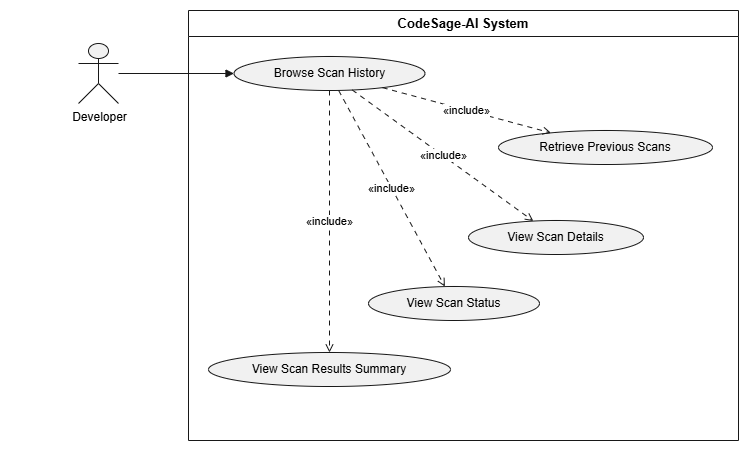 CodeSage-AI System
Browse Scan History
Developer
«include»
Retrieve Previous Scans
«include»
«include»
View Scan Details
«include»
View Scan Status
View Scan Results Summary